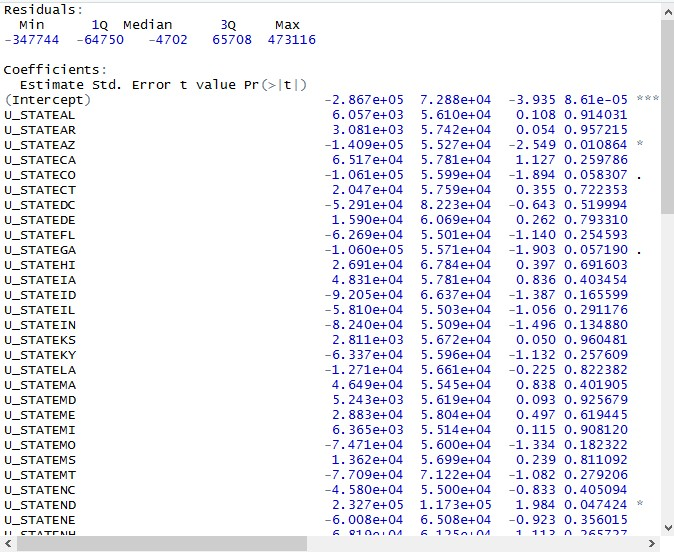 Residuals:
Min 1Q Median 3Q Max
-347744 -64750 -4702 65708 473116
Coefficients:
Estimate Std. Error t value Pr(>|t|)
(Intercept) -2.867e+05 7.288e+04 -3.935 8.61e-05 ***
U_STATEAL 6.057e+03 5.610e+04 0.108 0.914031
U_STATEAR 3.081e+03 5.742e+04 0.054 0.957215
U_STATEAZ -1.409e+05 5.527e+04 -2.549 0.010864 *
U_STATECA 6.517e+04 5.781e+04 1.127 0.259786
U_STATECO -1.061e+05 5.599e+04 -1.894 0.058307 .
U_STATECT 2.047e+04 5.759e+04 0.355 0.722353
U_STATEDC -5.291e+04 8.223e+04 -0.643 0.519994
U_STATEDE 1.590e+04 6.069e+04 0.262 0.793310
U_STATEFL -6.269e+04 5.501e+04 -1.140 0.254593
U_STATEGA -1.060e+05 5.571e+04 -1.903 0.057190 .
U_STATEHI 2.691e+04 6.784e+04 0.397 0.691603
U_STATEIA 4.831e+04 5.781e+04 0.836 0.403454
U_STATEID -9.205e+04 6.637e+04 -1.387 0.165599
U_STATEIL -5.810e+04 5.503e+04 -1.056 0.291176
U_STATEIN -8.240e+04 5.509e+04 -1.496 0.134880
U_STATEKS 2.811e+03 5.672e+04 0.050 0.960481
U_STATEKY -6.337e+04 5.596e+04 -1.132 0.257609
U_STATELA -1.271e+04 5.661e+04 -0.225 0.822382
U_STATEMA 4.649e+04 5.545e+04 0.838 0.401905
U_STATEMD 5.243e+03 5.619e+04 0.093 0.925679
U_STATEME 2.883e+04 5.804e+04 0.497 0.619445
U_STATEMI 6.365e+03 5.514e+04 0.115 0.908120
U_STATEMO -7.471e+04 5.600e+04 -1.334 0.182322
U_STATEMS 1.362e+04 5.699e+04 0.239 0.811092
U_STATEMT -7.709e+04 7.122e+04 -1.082 0.279206
U_STATENC -4.580e+04 5.500e+04 -0.833 0.405094
U_STATEND 2.327e+05 1.173e+05 1.984 0.047424 *
U_STATENE -6.008e+04 6.508e+04 -0.923 0.356015
U_STATENH